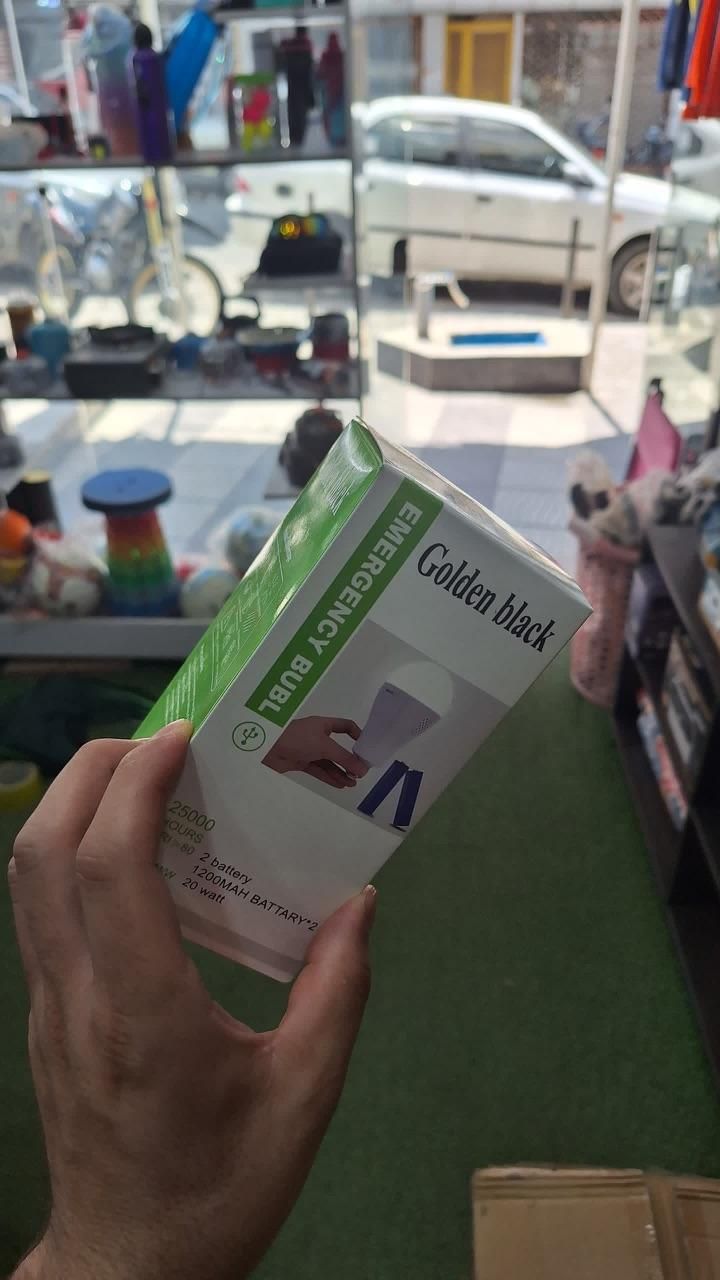 Golden black
EMERGENCY BUBL
25000
HOURS
2 battery
1200MAH BATTARY*2
20 watt